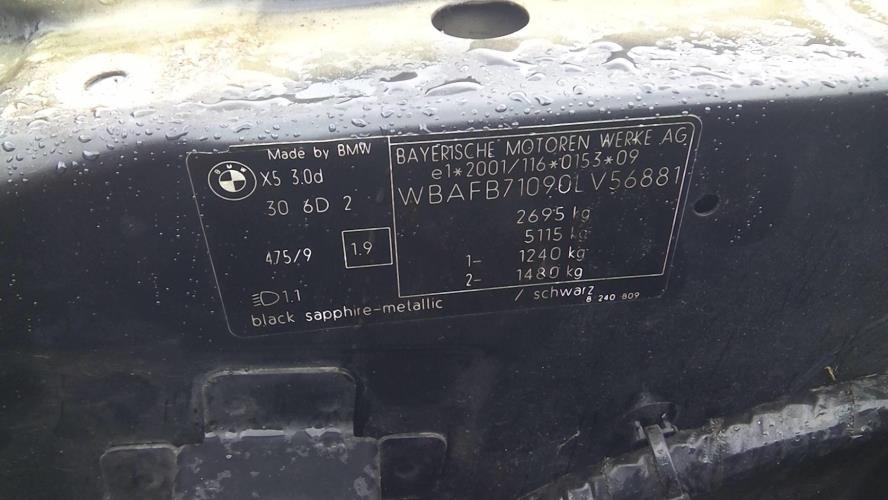 Made by BMW
BMW
X5 3.0d
30 6D 2
475/9
1.9
1.1
black sapphire-metallic
BAYERISCHE MOTOREN WERKE AG
e1*2001/116*0153*09
WBAFB71090LV56881
2695 kg
5115 kg
1- 1240 kg
2- 1480 kg
/ schwarz
8 240 809